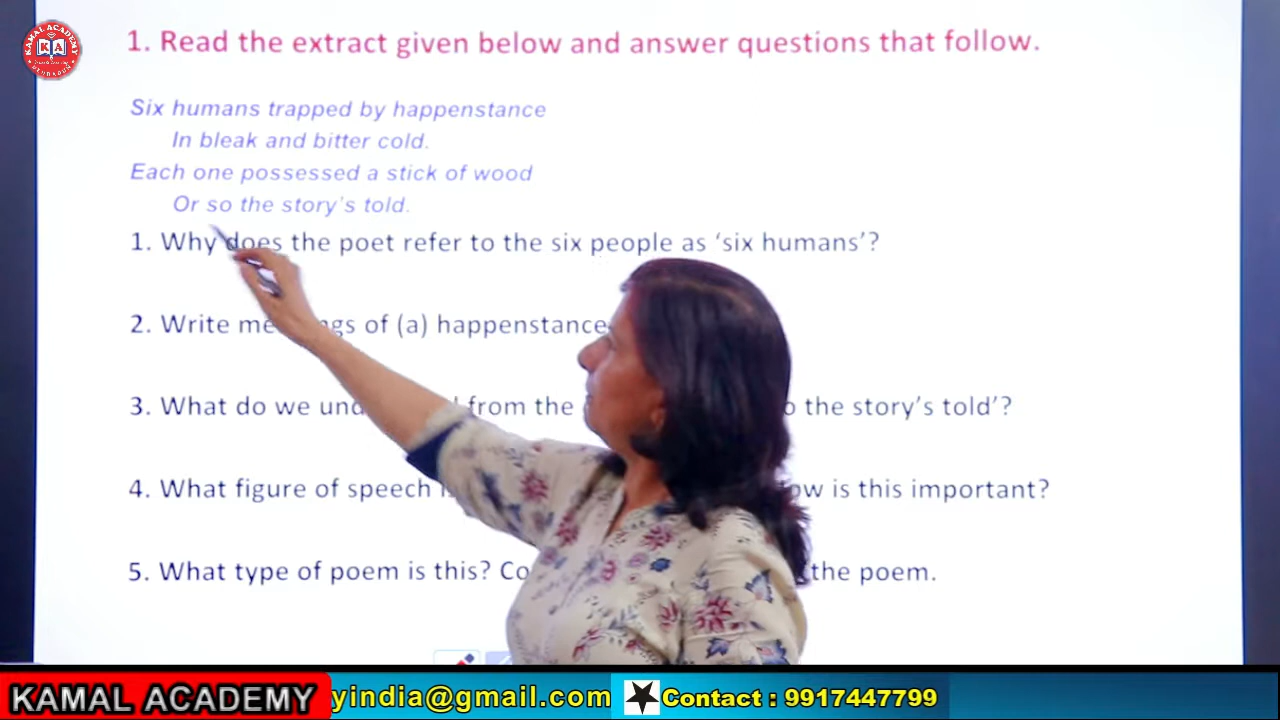 KAMAL ACADEMY
KA
DEHRADUN
1. Read the extract given below and answer questions that follow.
Six humans trapped by happenstance
In bleak and bitter cold.
Each one possessed a stick of wood
Or so the story's told.
1. Why does the poet refer to the six people as ‘six humans’?
2. Write me ngs of (a) happenstance
3. What do we und from the the story's told’?
4. What figure of speech is this important?
5. What type of poem is this? Co the poem.
KAMAL ACADEMY yindia@gmail.com Contact : 9917447799